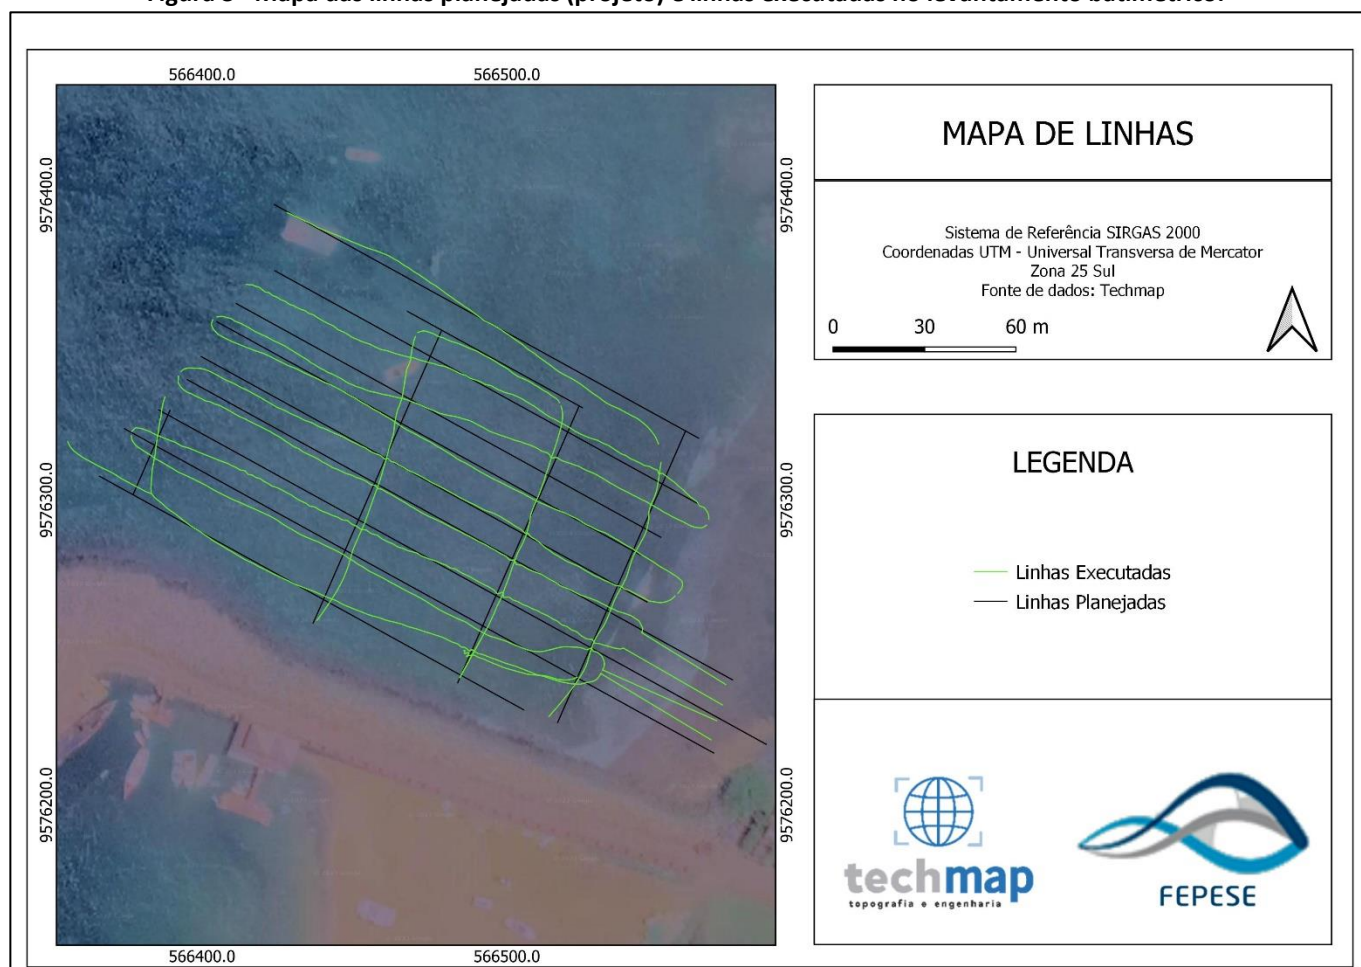 566400.0
566500.0
9576400.0
9576400.0
9576300.0
9576300.0
9576200.0
9576200.0
566400.0
566500.0
MAPA DE LINHAS
Sistema de Referência SIRGAS 2000
Coordenadas UTM - Universal Transversa de Mercator
Zona 25 Sul
Fonte de dados: Techmap
0 30 60 m
LEGENDA
Linhas Executadas
Linhas Planejadas
techmap
topografia e engenharia
FEPESE